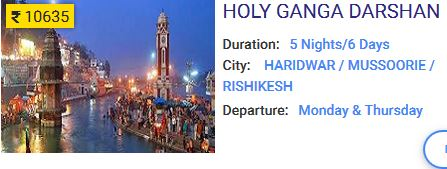 ₹ 10635
HOLY GANGA DARSHAN
Duration: 5 Nights/6 Days
City: HARIDWAR / MUSSOORIE /
RISHIKESH
Departure: Monday & Thursday